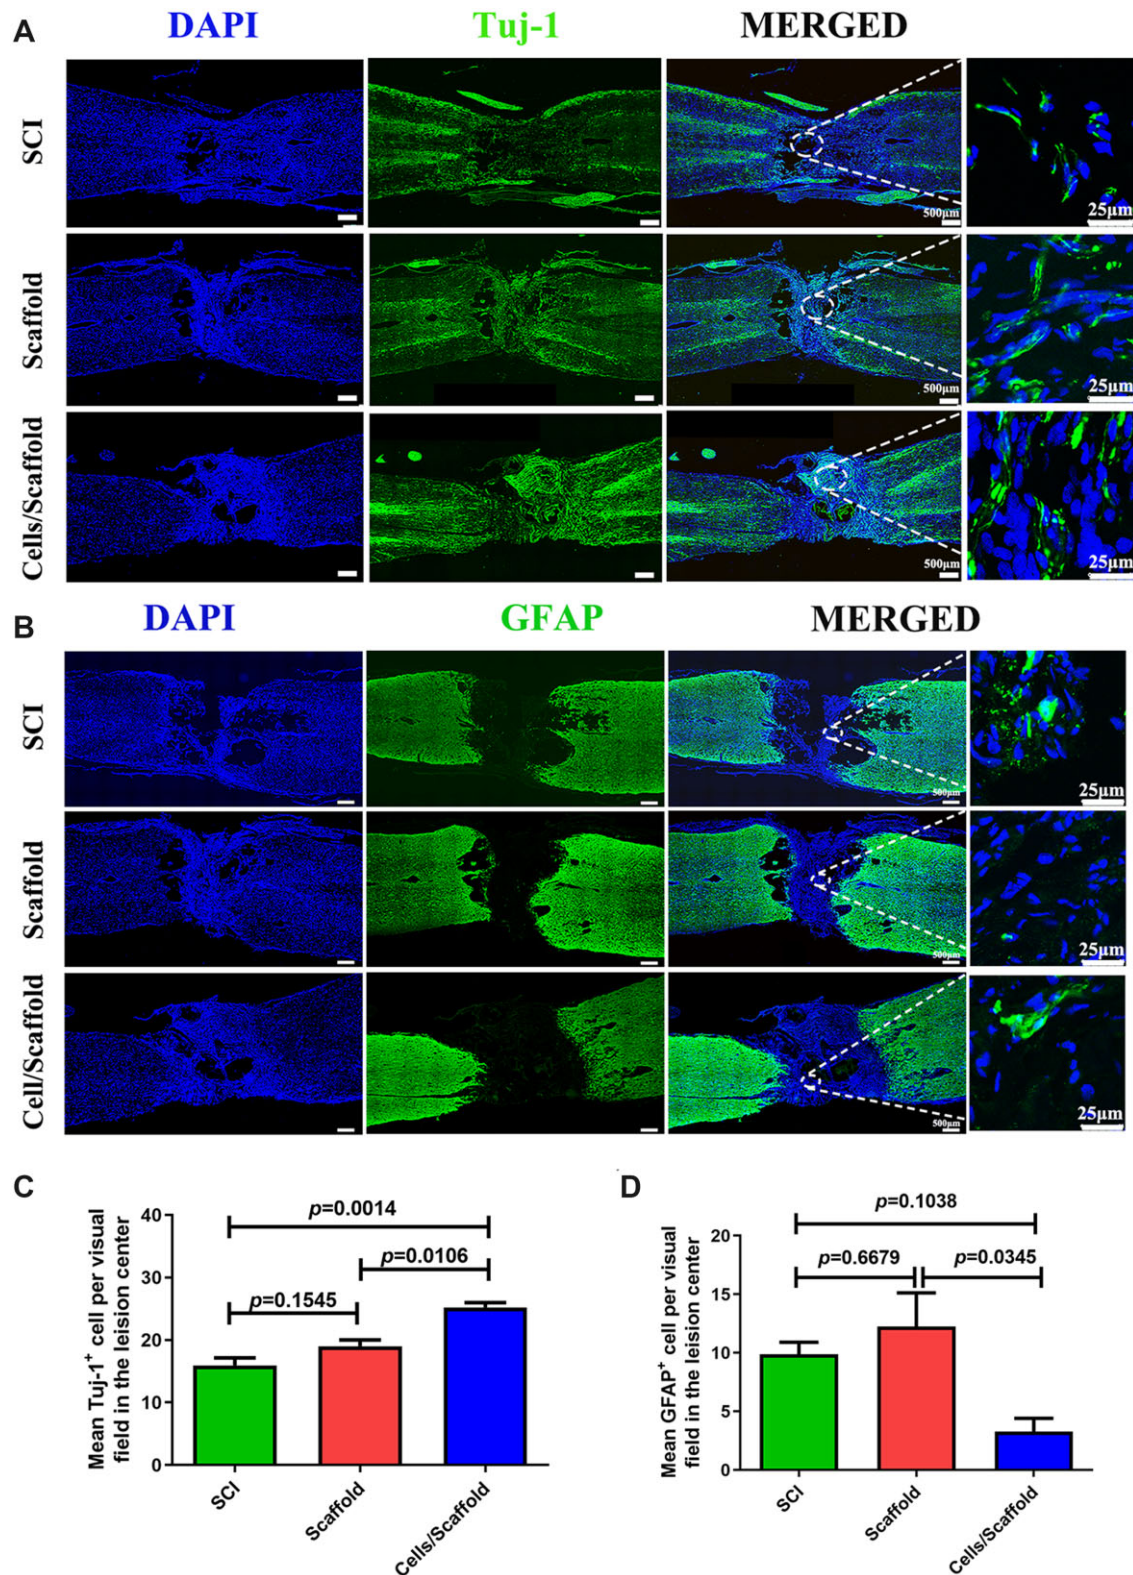 A
DAPI Tuj-1 MERGED
SCI
500μm
25μm
Scaffold
500μm
25μm
Cells/Scaffold
500μm
25μm
B
DAPI GFAP MERGED
SCI
500μm
25μm
Scaffold
500μm
25μm
Cell/Scaffold
500μm
25μm
C
Mean Tuj-1+ cell per visual
field in the leision center
40
30
20
10
0
p=0.0014
p=0.0106
p=0.1545
SCI
Scaffold
Cells/Scaffold
D
Mean GFAP+ cell per visual
field in the leision center
20
15
10
5
0
p=0.1038
p=0.6679
p=0.0345
SCI
Scaffold
Cells/Scaffold